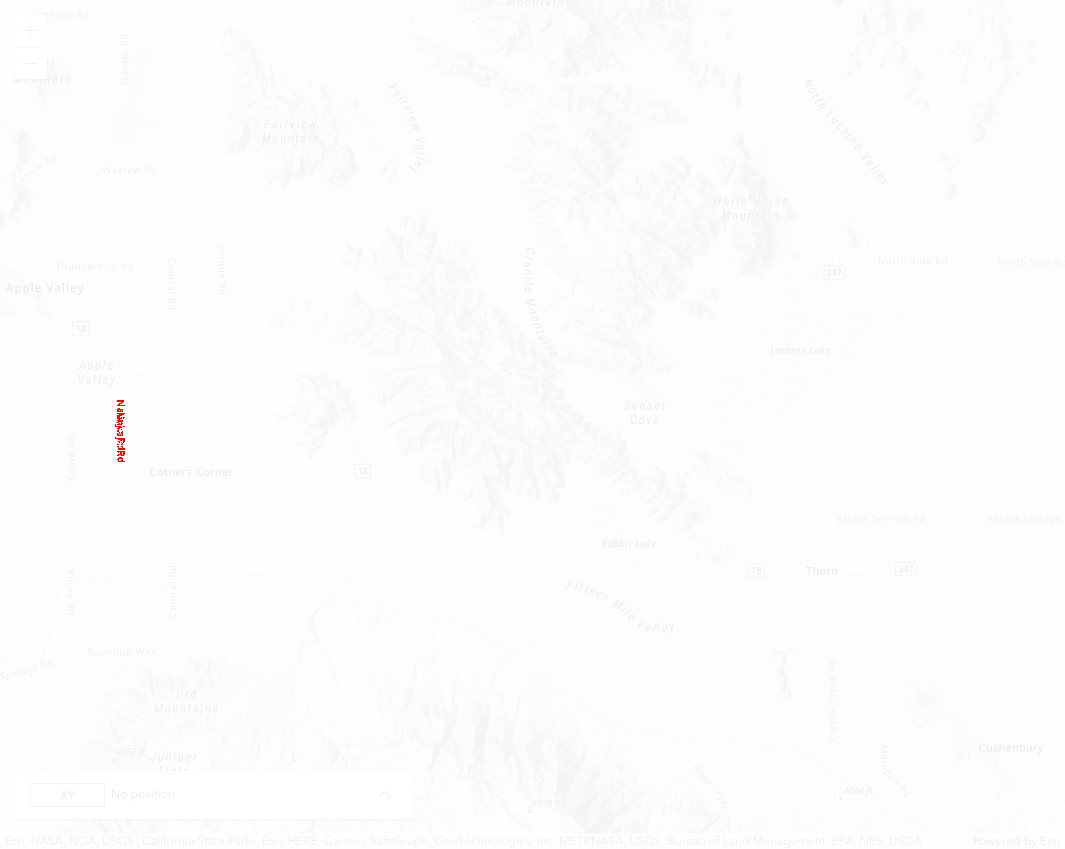 Johnson Rd
Mountain
Navajo Rd
Mountain
Fairview Valley
North Lucerne Valley
Fairview
Mountain
Corwin Rd
Waalew Rd
White Horse
Mountain
Thunderbird Rd
Central Rd
Joshua Rd
Granite Mountains
North Side Rd
North Side Rd
247
Apple Valley
18
Lucerne Lake
Apple
Valley
Sunset
Cove
Kiowa Rd
Cotners Corner
18
Rabbit Springs Rd
Rabbit Springs
Rabbit Lake
18
Thorn
247
Kiowa Rd
Central Rd
Fifteen Mile Valley
Roundup Way
Springs Rd
Crystal Creek Rd
Ord
Mountains
Cushenbury
Juniper
Flats
Meridian Rd
4044 ft
XY
No position
Esri, NASA, NGA, USGS | California State Parks, Esri, HERE, Garmin, SafeGraph, GeoTechnologies, Inc, METI/NASA, USGS, Bureau of Land Management, EPA, NPS, USDA
Powered by Esri